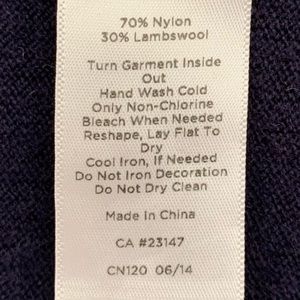 70% Nylon
30% Lambswool
Turn Garment Inside
Out
Hand Wash Cold
Only Non-Chlorine
Bleach When Needed
Reshape, Lay Flat To
Dry
Cool Iron, If Needed
Do Not Iron Decoration
Do Not Dry Clean
Made In China
CA #23147
CN120 06/14